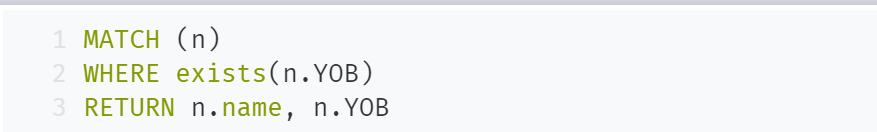 1 MATCH (n)
2 WHERE exists(n.YOB)
3 RETURN n.name, n.YOB